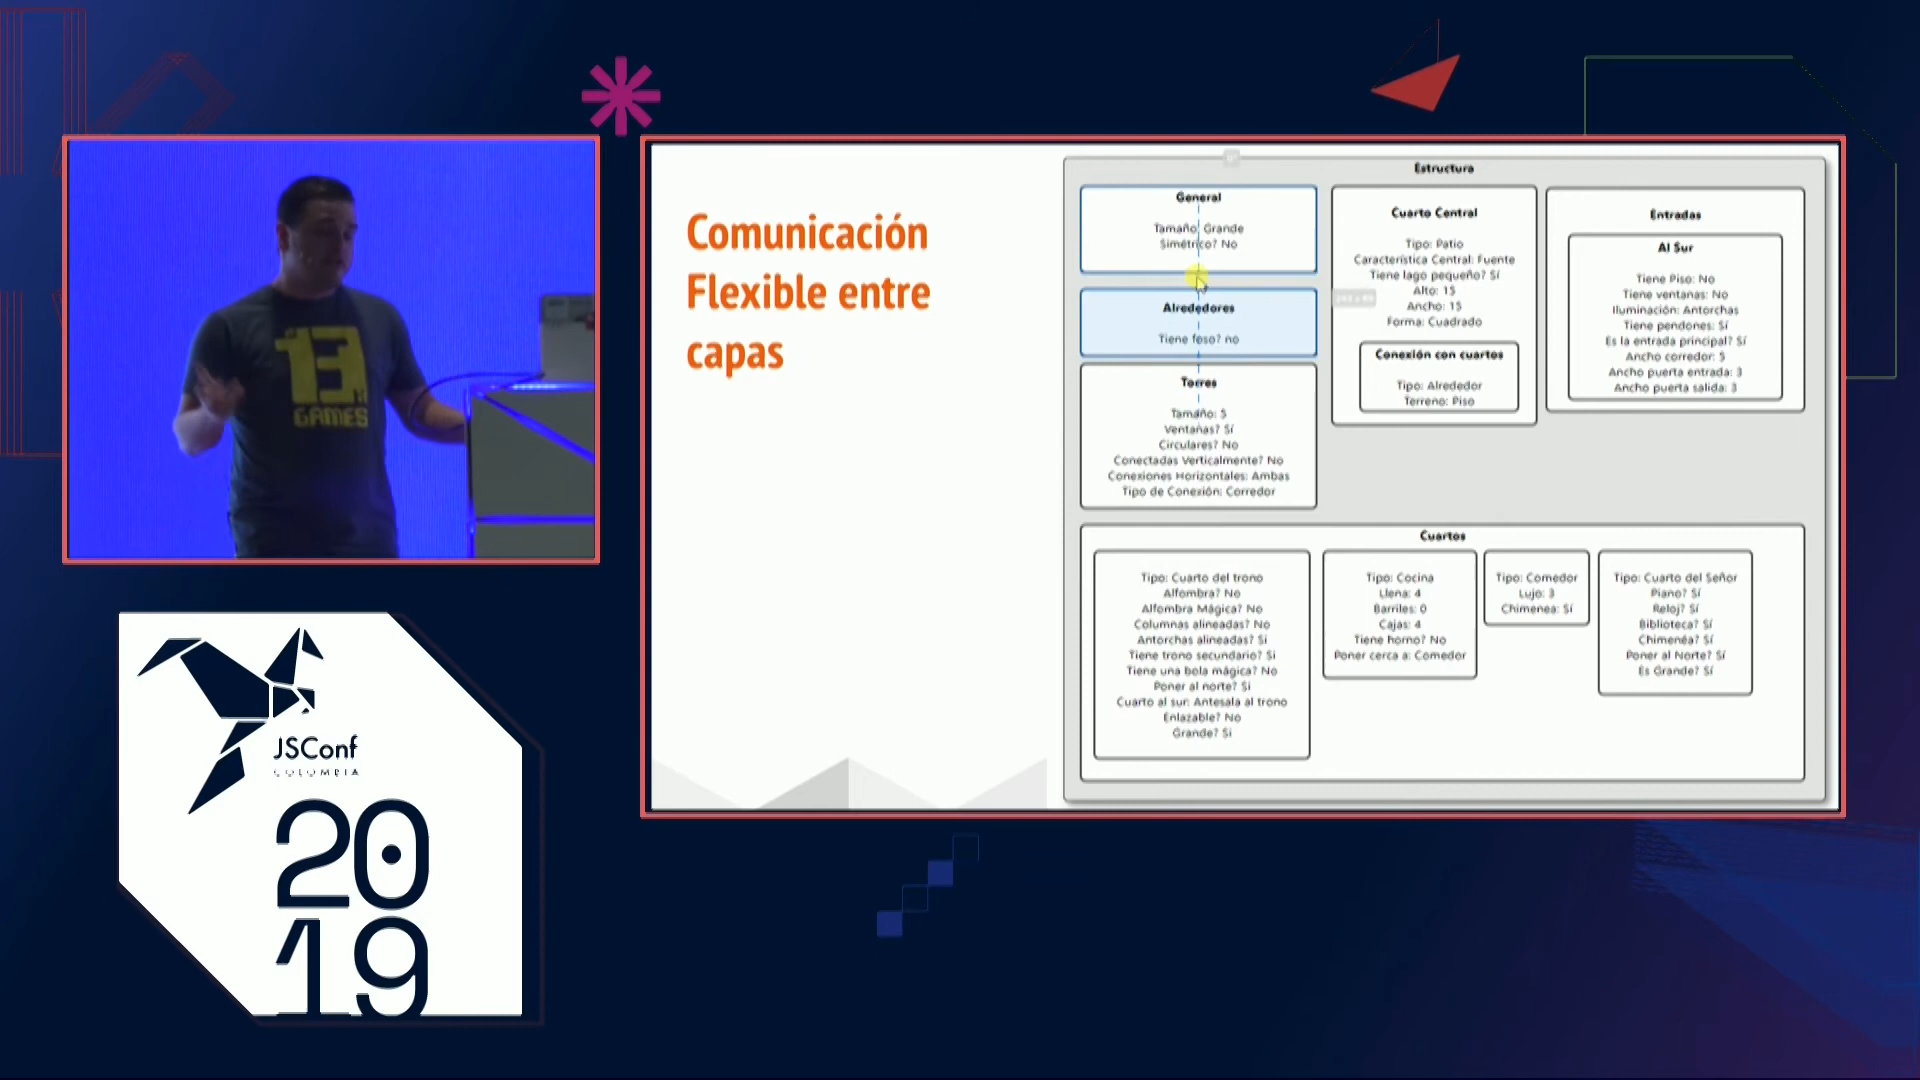 13
GAMES
JSConf
COLOMBIA
20
19
Comunicación
Flexible entre
capas
Estructura
General
Tamaño: Grande
Simétrico? No
Alrededores
Tiene foso? no
Torres
Tamaño: 5
Ventanas? Sí
Circulares? No
Conectadas Verticalmente? No
Conexiones Horizontales: Ambas
Tipo de Conexión: Corredor
Cuarto Central
Tipo: Patio
Característica Central: Fuente
Tiene lago pequeño? Sí
Alto: 15
Ancho: 15
Forma: Cuadrado
Conexión con cuartos
Tipo: Alrededor
Terreno: Piso
Entradas
Al Sur
Tiene Piso: No
Tiene ventanas: No
Iluminación: Antorchas
Tiene pendones: Sí
Es la entrada principal? Sí
Ancho corredor: 5
Ancho puerta entrada: 3
Ancho puerta salida: 3
Cuartos
Tipo: Cuarto del trono
Alfombra? No
Alfombra Mágica? No
Columnas alineadas? No
Antorchas alineadas? Si
Tiene trono secundario? Si
Tiene una bola mágica? No
Poner al norte? Si
Cuarto al sur: Antesala al trono
Enlazable? No
Grande? Si
Tipo: Cocina
Llena: 4
Barriles: 0
Cajas: 4
Tiene horno? No
Poner cerca a: Comedor
Tipo: Comedor
Lujo: 3
Chimenea: Sí
Tipo: Cuarto del Señor
Piano? Sí
Reloj? Sí
Biblioteca? Sí
Chimenéa? Sí
Poner al Norte? Sí
Es Grande? Sí